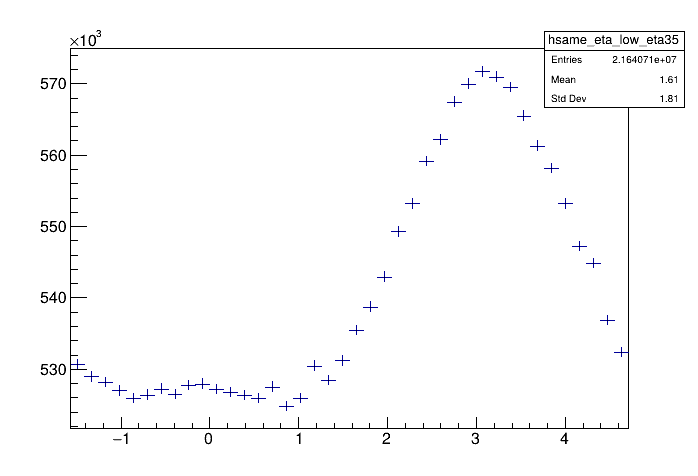 ×10³
hsame_eta_low_eta35
Entries 2.164071e+07
Mean 1.61
Std Dev 1.81
570
560
550
540
530
−1 0 1 2 3 4